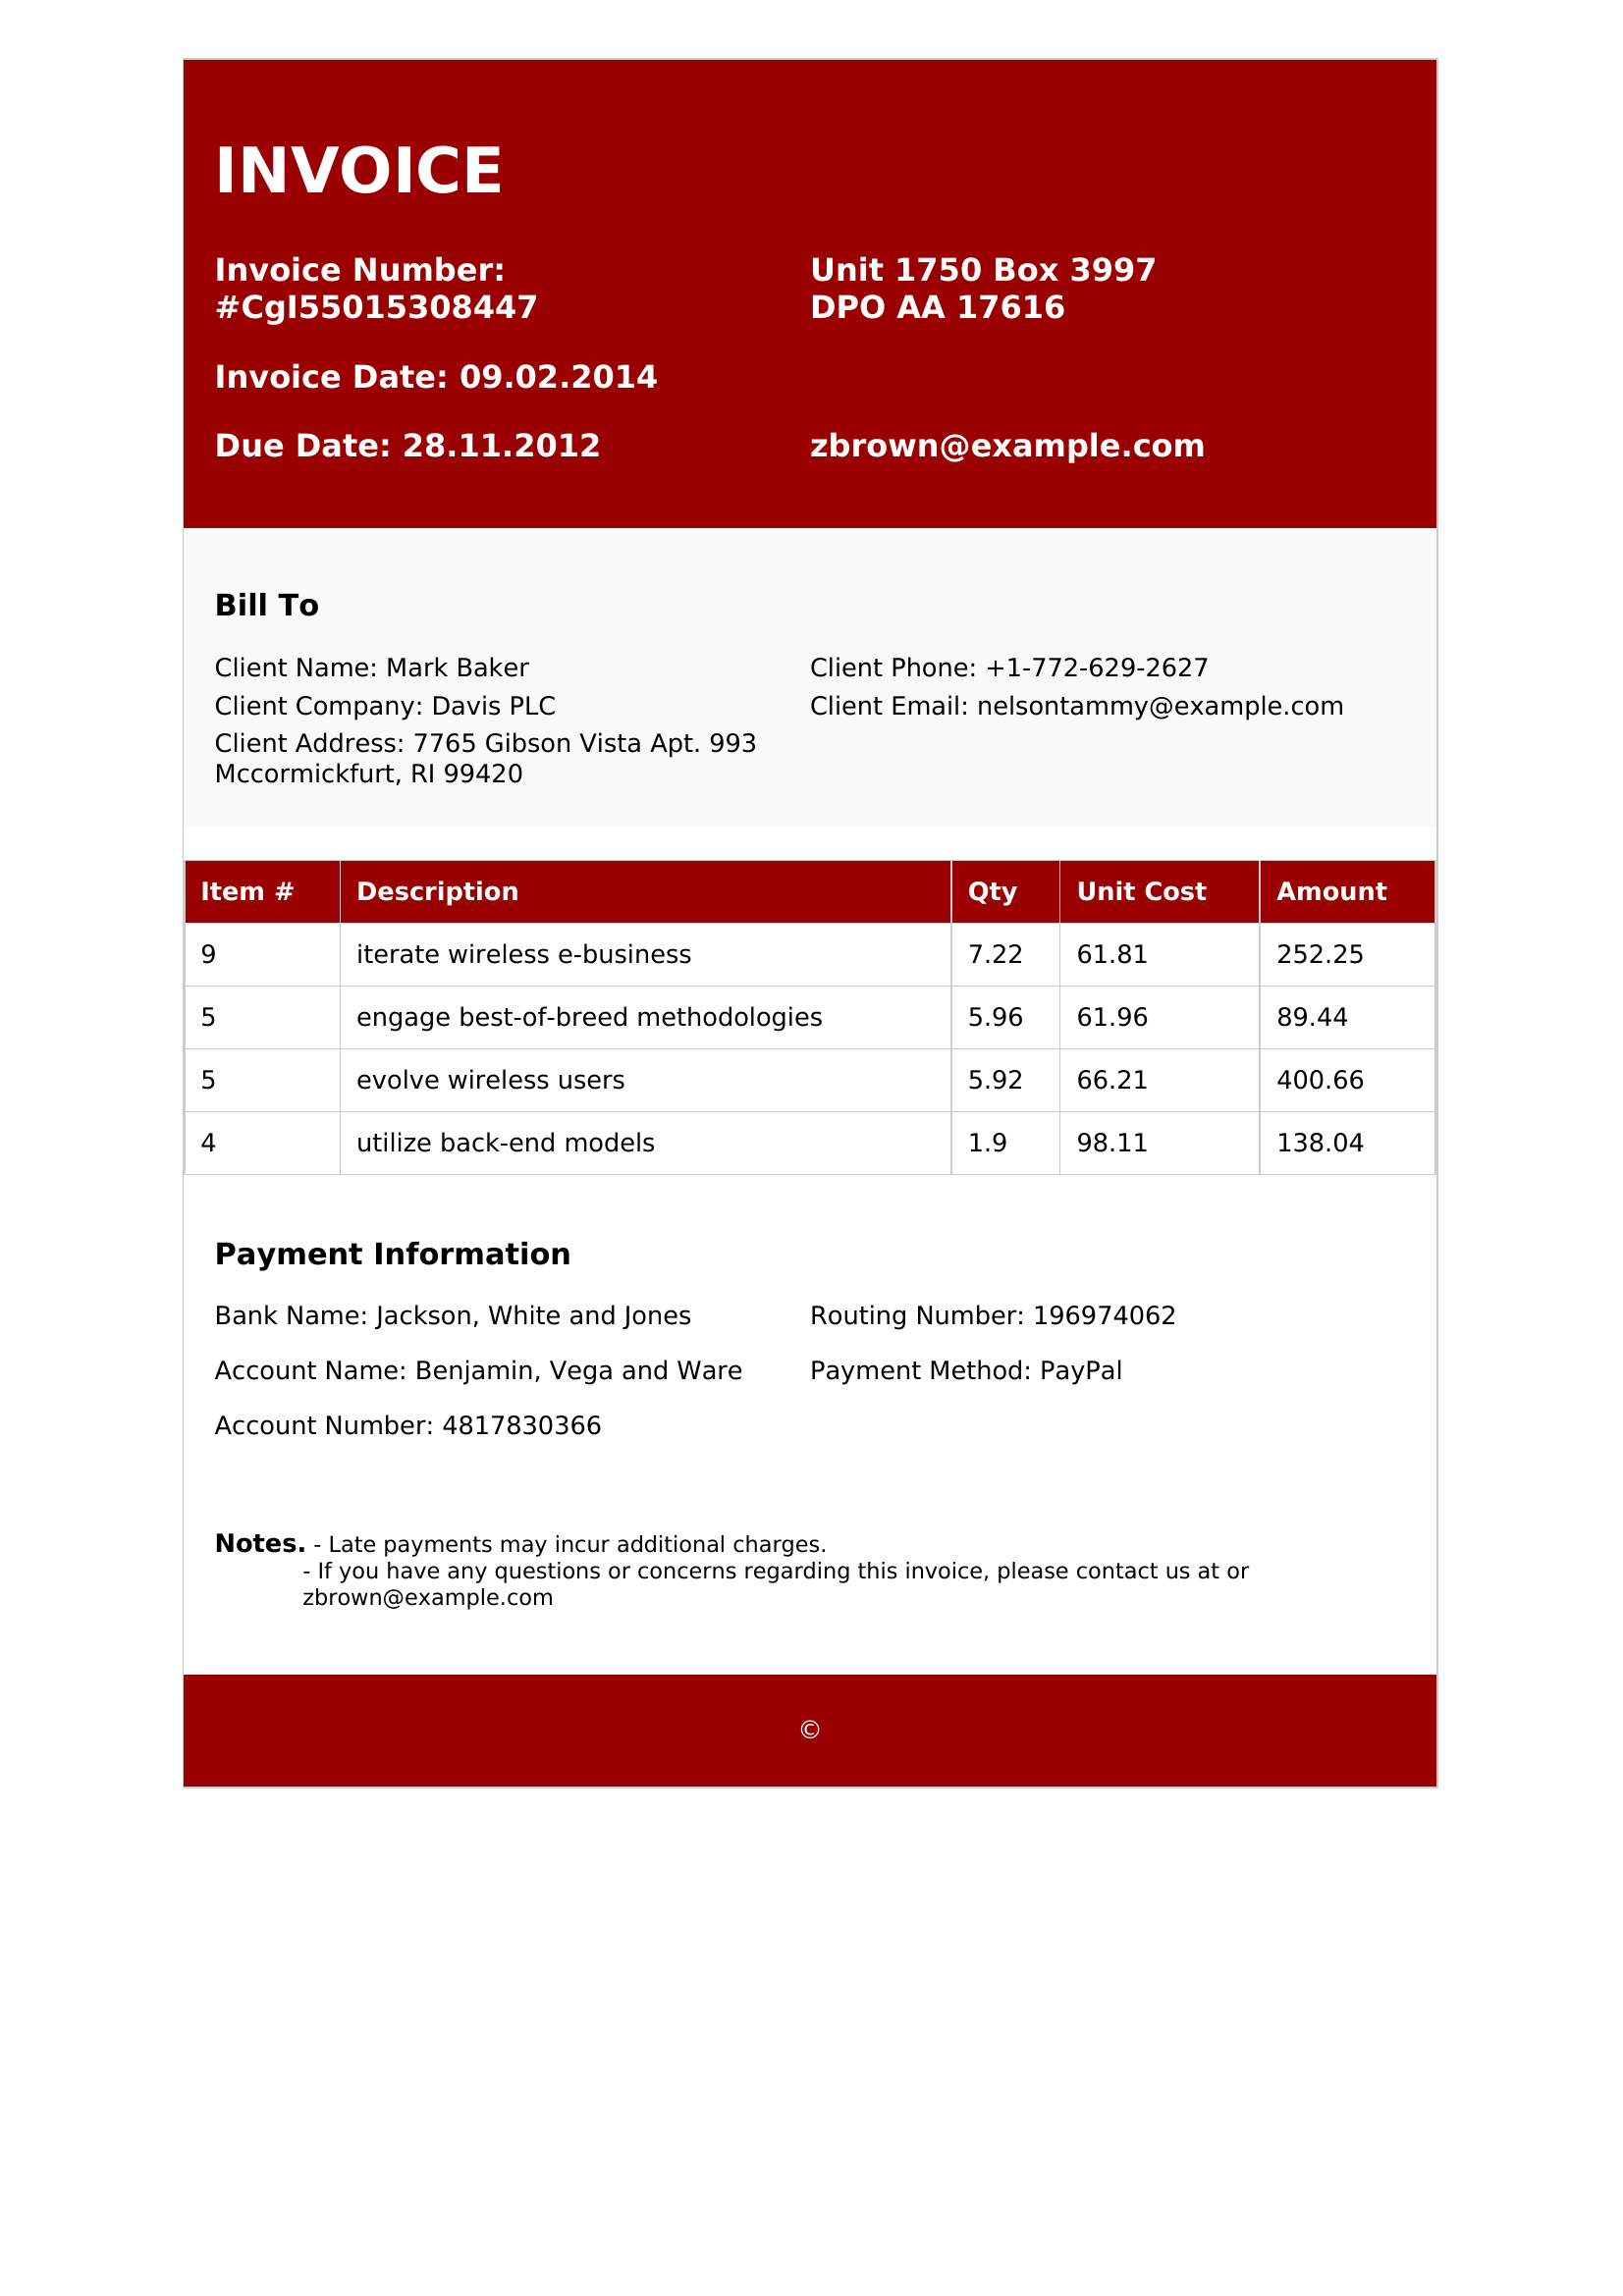 INVOICE
Invoice Number:
#CgI55015308447
Unit 1750 Box 3997
DPO AA 17616
Invoice Date: 09.02.2014
Due Date: 28.11.2012
zbrown@example.com
Bill To
Client Name: Mark Baker
Client Phone: +1-772-629-2627
Client Company: Davis PLC
Client Email: nelsontammy@example.com
Client Address: 7765 Gibson Vista Apt. 993
Mccormickfurt, RI 99420
Item # Description Qty Unit Cost Amount
9 iterate wireless e-business 7.22 61.81 252.25
5 engage best-of-breed methodologies 5.96 61.96 89.44
5 evolve wireless users 5.92 66.21 400.66
4 utilize back-end models 1.9 98.11 138.04
Payment Information
Bank Name: Jackson, White and Jones
Routing Number: 196974062
Account Name: Benjamin, Vega and Ware
Payment Method: PayPal
Account Number: 4817830366
Notes. - Late payments may incur additional charges.
- If you have any questions or concerns regarding this invoice, please contact us at or
zbrown@example.com
©